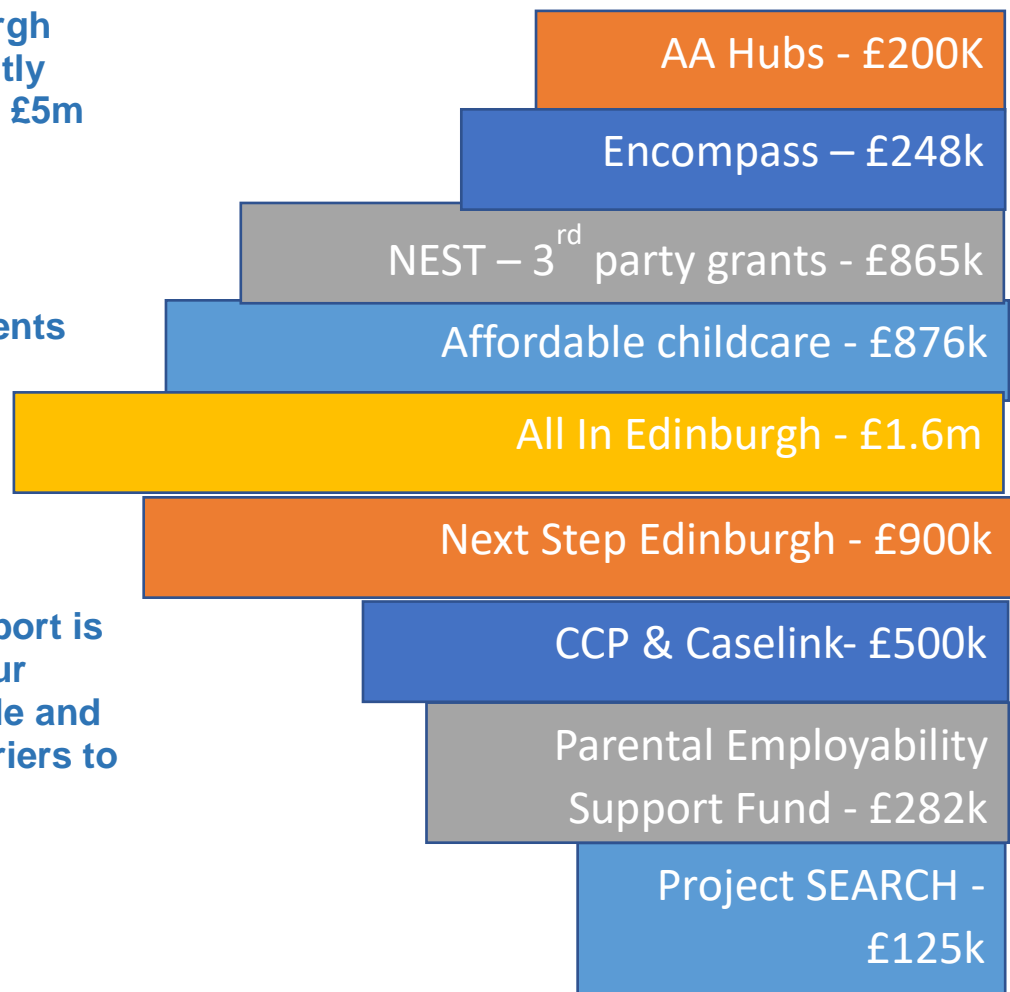 rgh
tly
£5m
ents
port is
ur
le and
riers to
AA Hubs - £200K
Encompass – £248k
NEST – 3rd party grants - £865k
Affordable childcare - £876k
All In Edinburgh - £1.6m
Next Step Edinburgh - £900k
CCP & Caselink- £500k
Parental Employability
Support Fund - £282k
Project SEARCH -
£125k